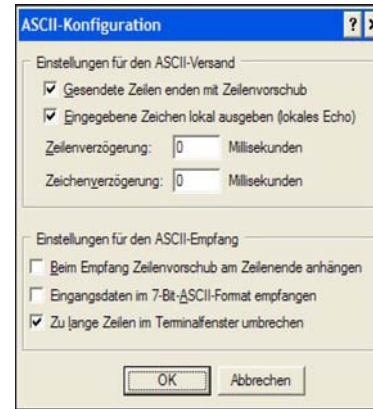 ASCII-Konfiguration ?
Einstellungen für den ASCII-Versand
Gesendete Zeilen enden mit Zeilenvorschub
Eingegebene Zeichen lokal ausgeben (lokales Echo)
Zeilenverzögerung: 0 Millisekunden
Zeichenverzögerung: 0 Millisekunden
Einstellungen für den ASCII-Empfang
Beim Empfang Zeilenvorschub am Zeilenende anhängen
Eingangsdaten im 7-Bit-ASCII-Format empfangen
Zu lange Zeilen im Terminalfenster umbrechen
OK Abbrechen